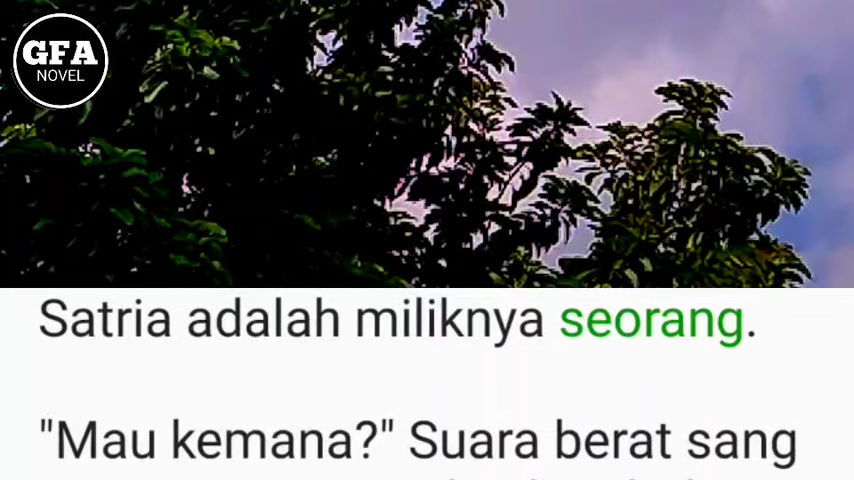 GFA
NOVEL
Satria adalah miliknya seorang.
"Mau kemana?" Suara berat sang